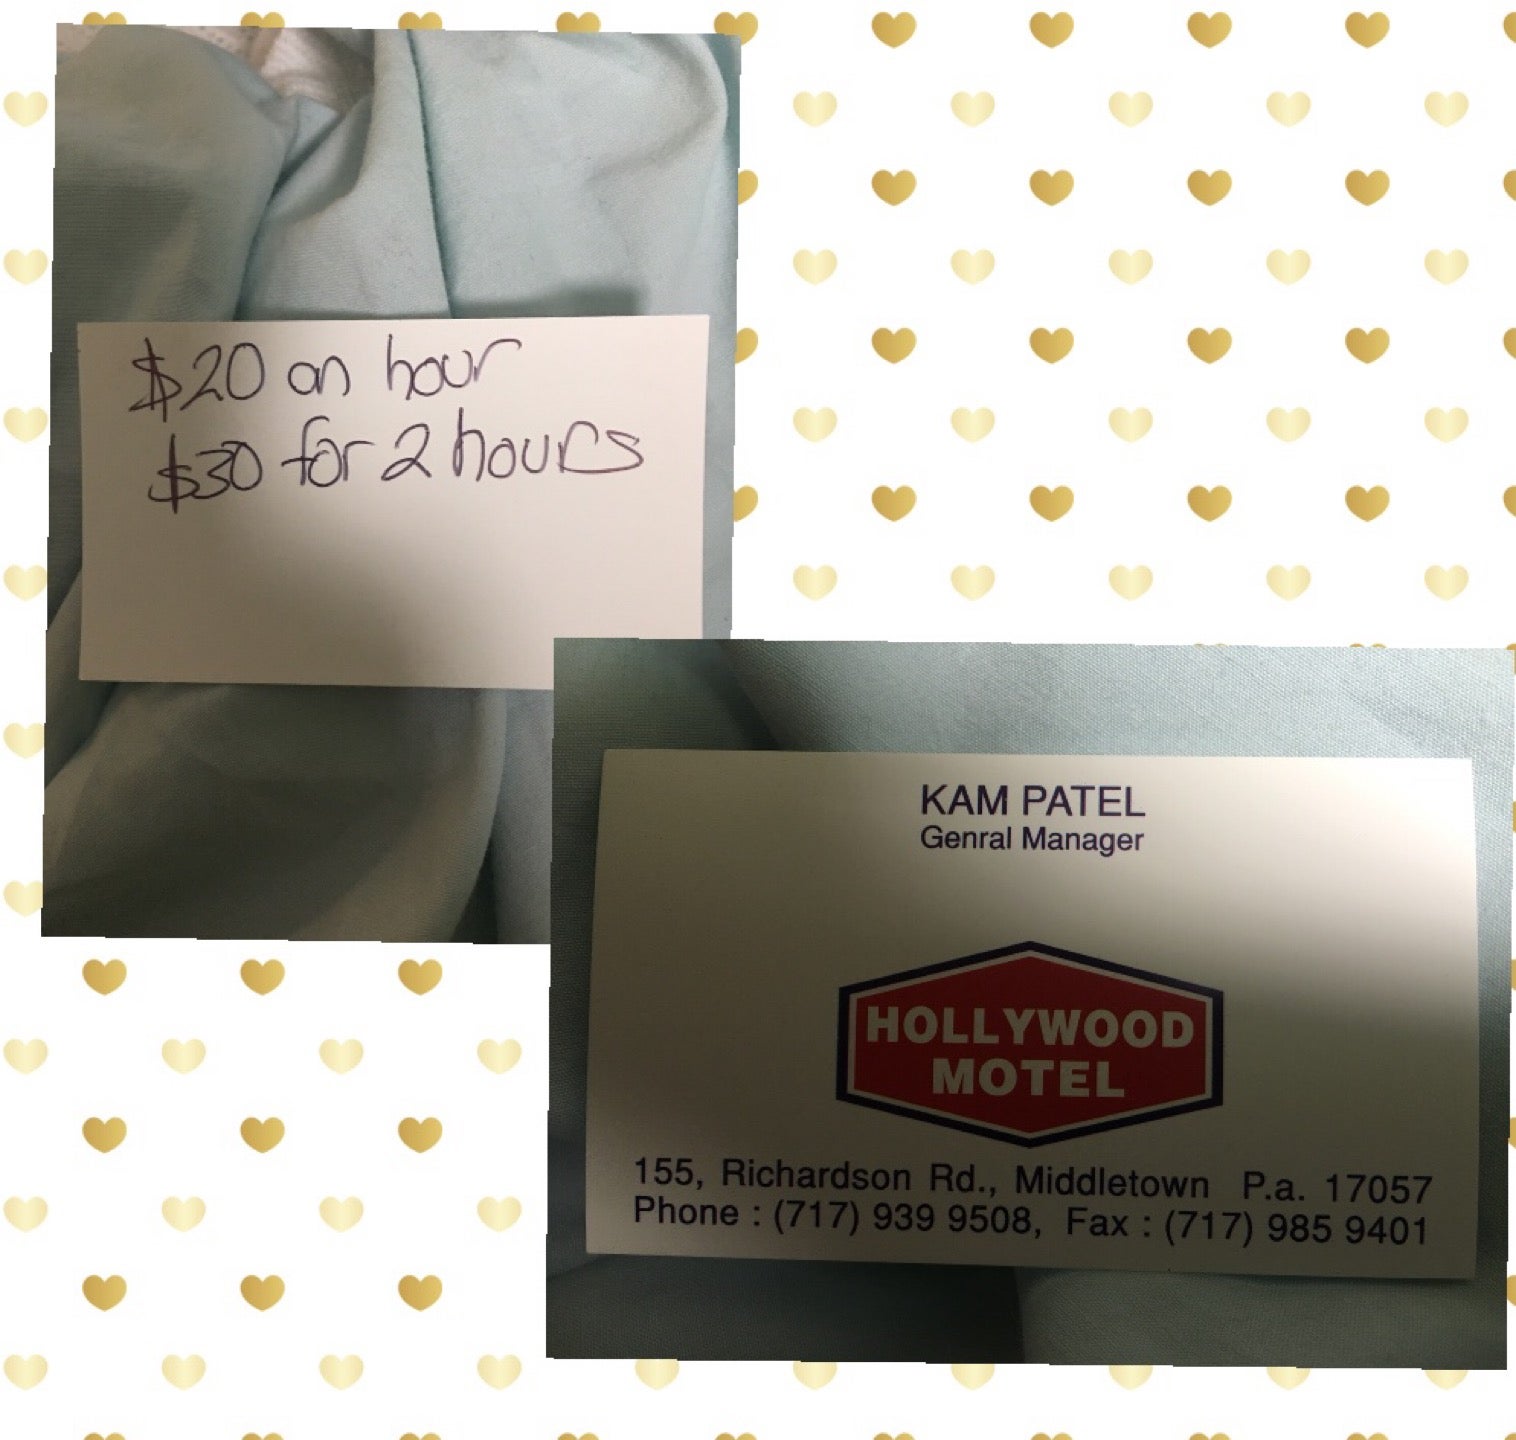 $20 an hour
$30 for 2 hours
KAM PATEL
Genral Manager
HOLLYWOOD
MOTEL
155, Richardson Rd., Middletown P.a. 17057
Phone : (717) 939 9508, Fax : (717) 985 9401